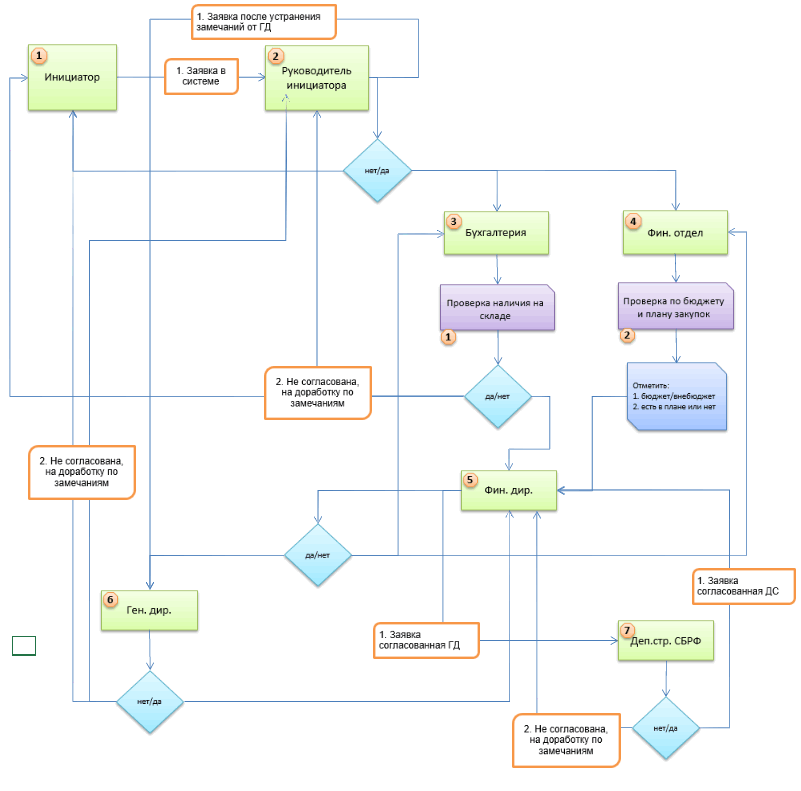 1. Заявка после устранения
замечаний от ГД
1
Инициатор
1. Заявка в
системе
2
Руководитель
инициатора
нет/да
3
Бухгалтерия
4
Фин. отдел
Проверка наличия на
складе
1
Проверка по бюджету
и плану закупок
2
2. Не согласована,
на доработку по
замечаниям
да/нет
Отметить:
1. бюджет/внебюджет
2. есть в плане или нет
2. Не согласована,
на доработку по
замечаниям
5
Фин. дир.
да/нет
6
Ген. дир.
1. Заявка
согласованная ДС
1. Заявка
согласованная ГД
7
Деп.стр. СБРФ
нет/да
2. Не согласована,
на доработку по
замечаниям
нет/да